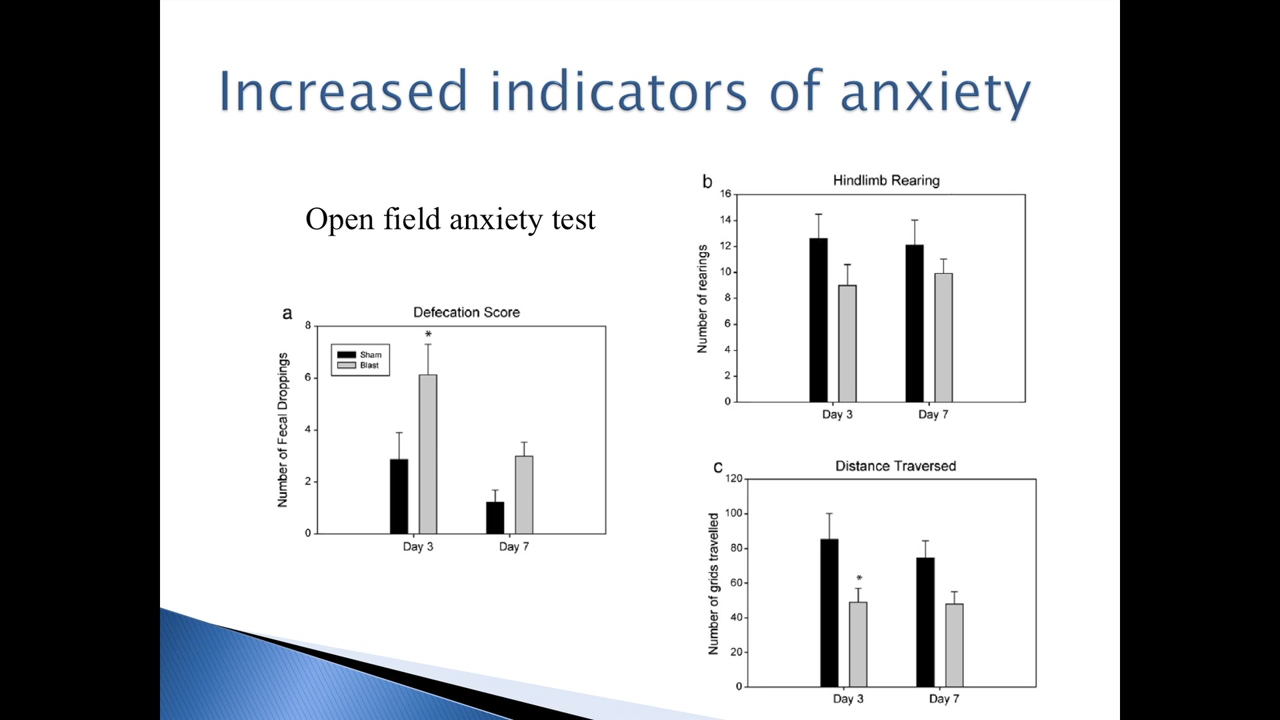 Increased indicators of anxiety
Open field anxiety test
a
Defecation Score
Number of Fecal Droppings
8
6
4
2
0
*
Sham
Blast
Day 3
Day 7
b
Hindlimb Rearing
Number of rearings
16
14
12
10
8
6
4
2
0
Day 3
Day 7
c
Distance Traversed
Number of grids travelled
120
100
80
60
40
20
0
*
Day 3
Day 7